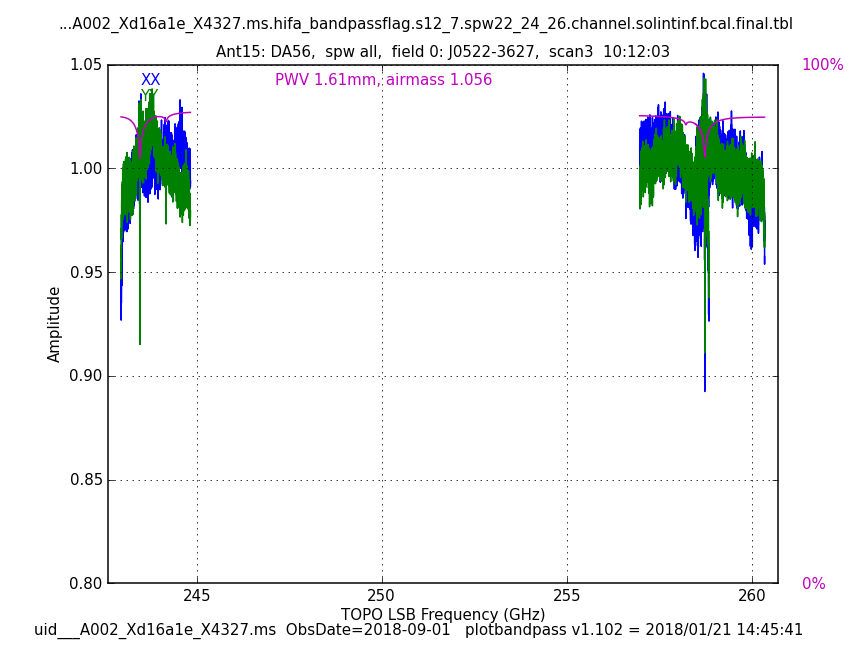 ...A002_Xd16a1e_X4327.ms.hifa_bandpassflag.s12_7.spw22_24_26.channel.solintinf.bcal.final.tbl
Ant15: DA56,  spw all,  field 0: J0522-3627,  scan3  10:12:03
1.05
100%
XX
PWV 1.61mm, airmass 1.056
YY
1.00
0.95
Amplitude
0.90
0.85
0.80
0%
245
250
255
260
TOPO LSB Frequency (GHz)
uid___A002_Xd16a1e_X4327.ms  ObsDate=2018-09-01   plotbandpass v1.102 = 2018/01/21 14:45:41